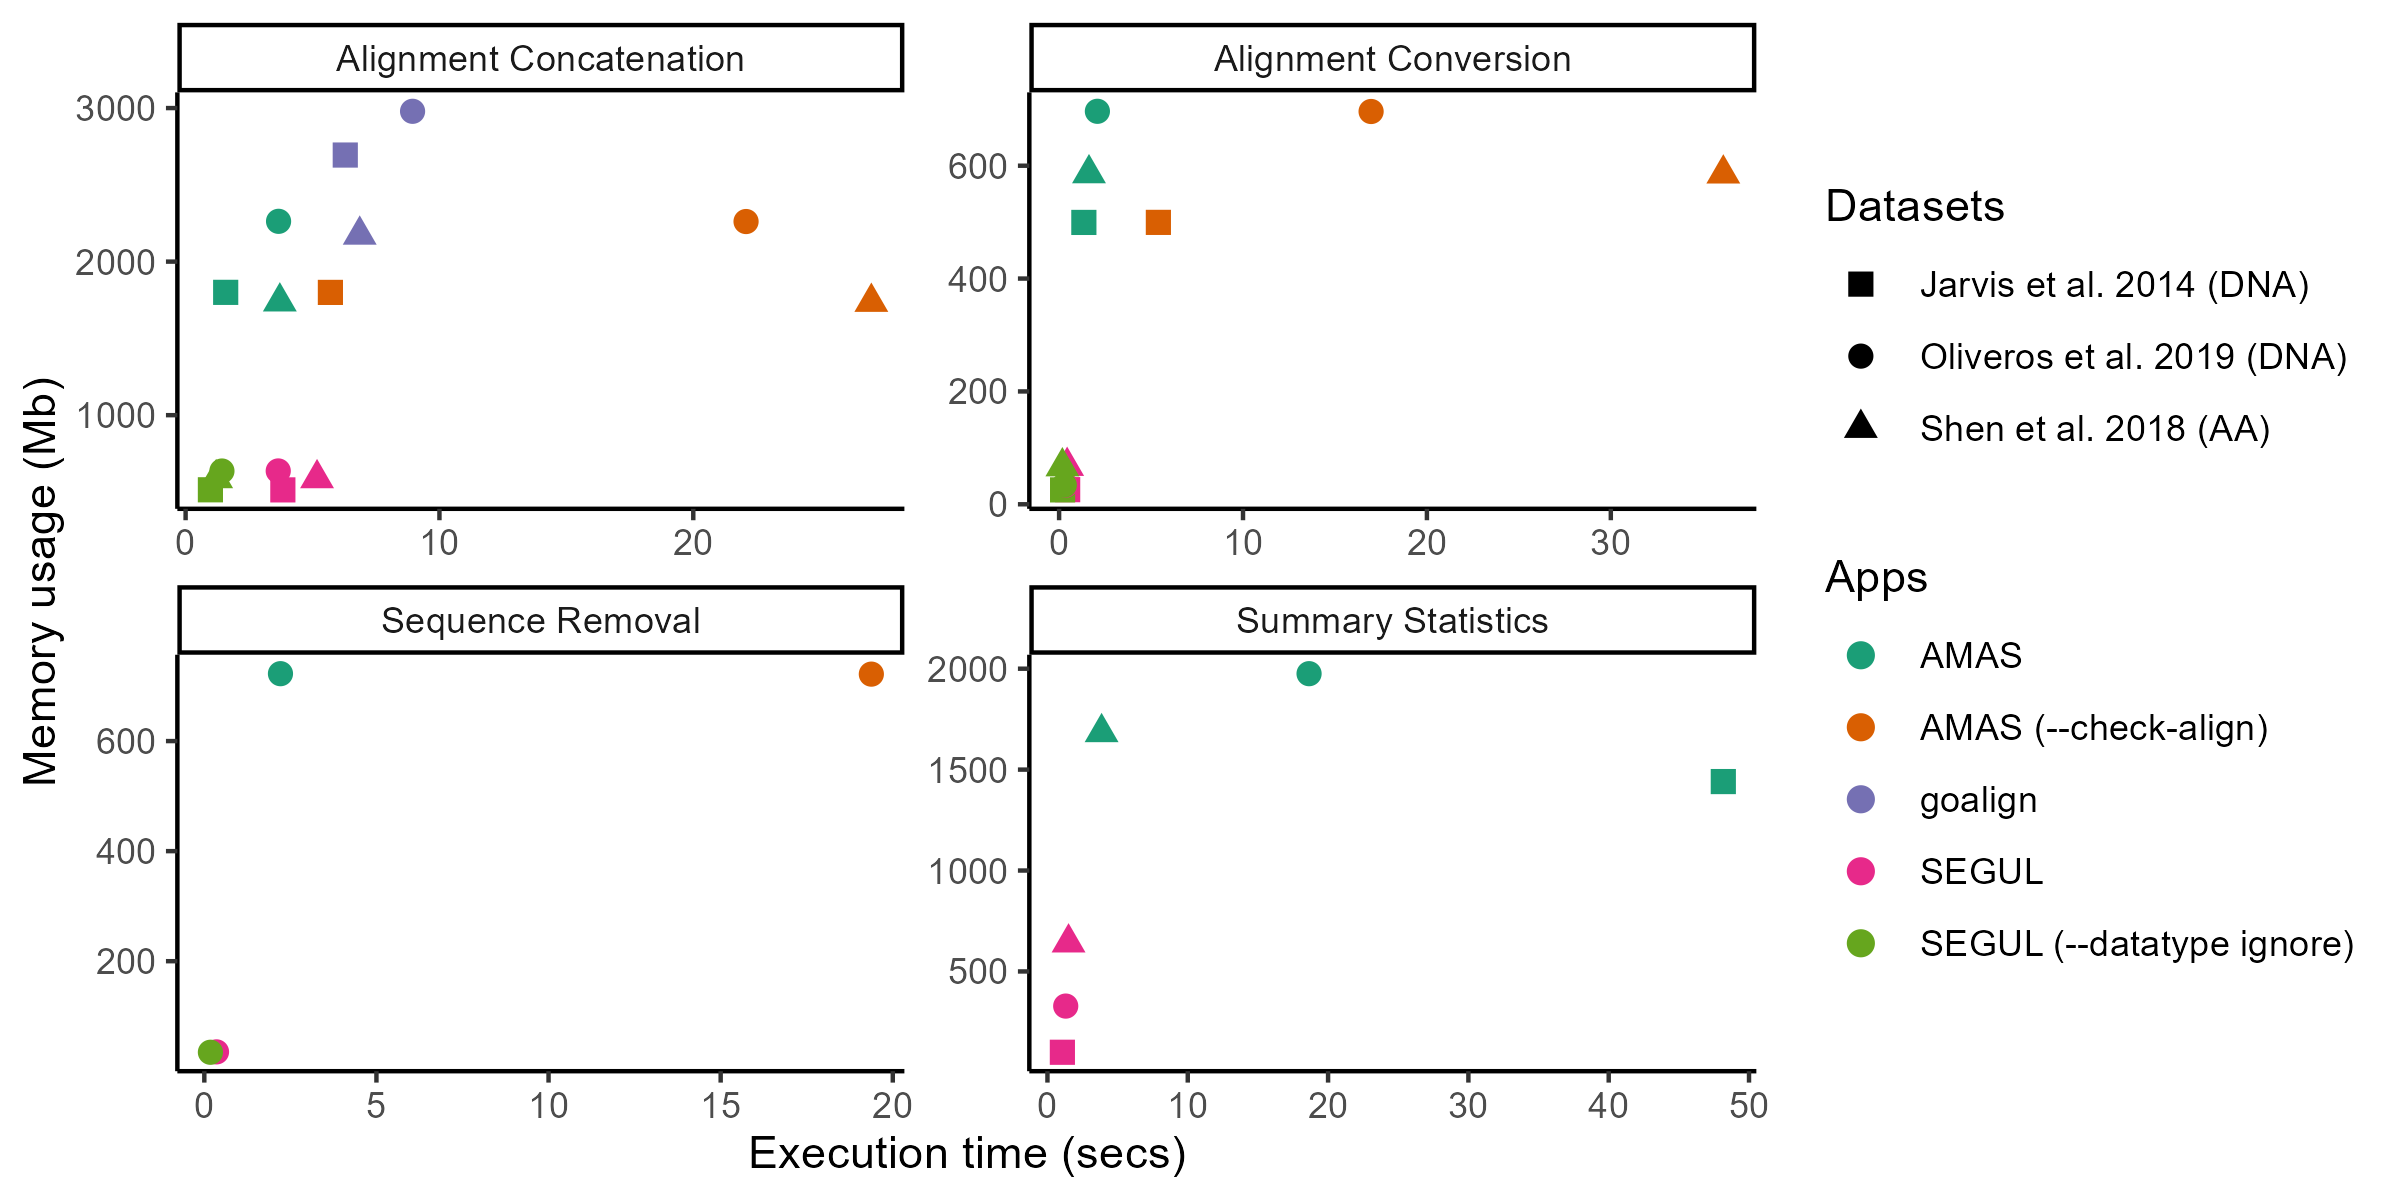 Alignment Concatenation
Alignment Conversion
3000
2000
1000
0
10
20
600
400
200
0
0
10
20
30
Sequence Removal
Summary Statistics
600
400
200
0
5
10
15
20
2000
1500
1000
500
0
10
20
30
40
50
Memory usage (Mb)
Execution time (secs)
Datasets
Jarvis et al. 2014 (DNA)
Oliveros et al. 2019 (DNA)
Shen et al. 2018 (AA)
Apps
AMAS
AMAS (--check-align)
goalign
SEGUL
SEGUL (--datatype ignore)